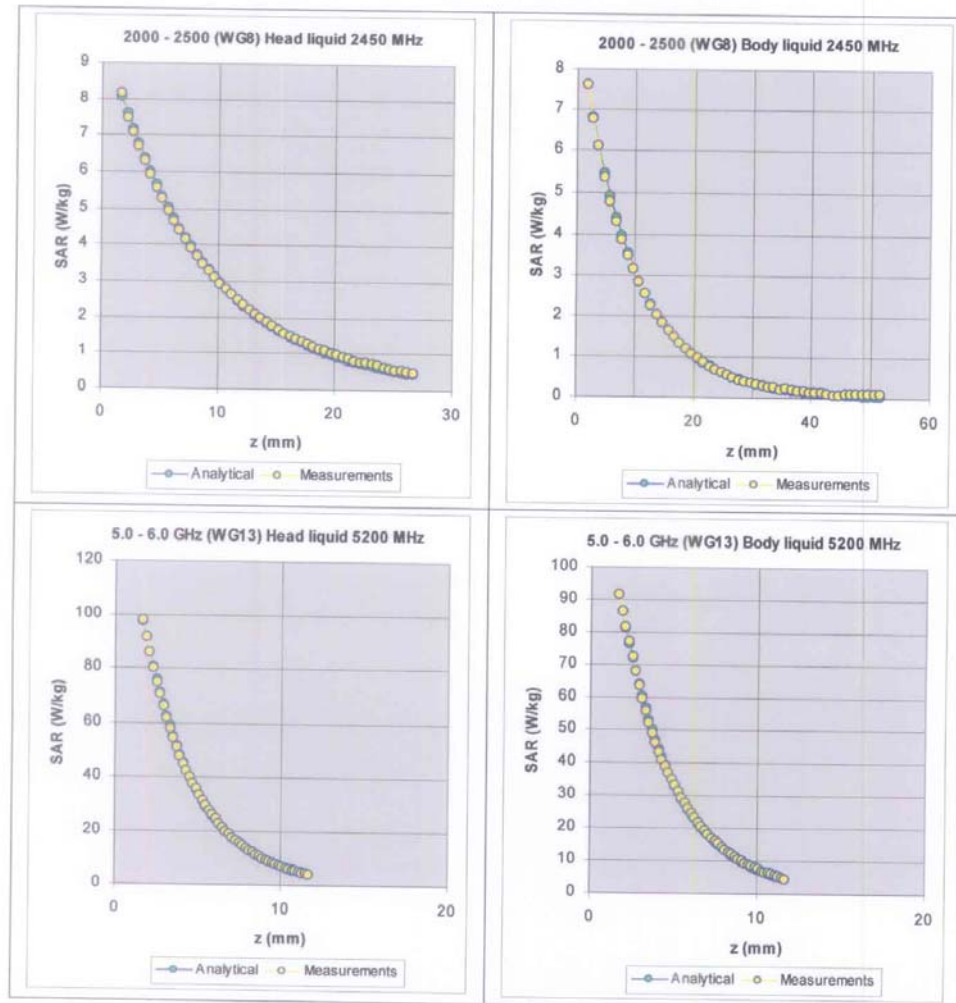 2000 - 2500 (WG8) Head liquid 2450 MHz
9
8
7
6
5
4
3
2
1
0
SAR (W/kg)
0 10 20 30
z (mm)
Analytical Measurements
2000 - 2500 (WG8) Body liquid 2450 MHz
8
7
6
5
4
3
2
1
0
SAR (W/kg)
0 20 40 60
z (mm)
Analytical Measurements
5.0 - 6.0 GHz (WG13) Head liquid 5200 MHz
120
100
80
60
40
20
0
SAR (W/kg)
0 10 20
z (mm)
Analytical Measurements
5.0 - 6.0 GHz (WG13) Body liquid 5200 MHz
100
90
80
70
60
50
40
30
20
10
0
SAR (W/kg)
0 10 20
z (mm)
Analytical Measurements